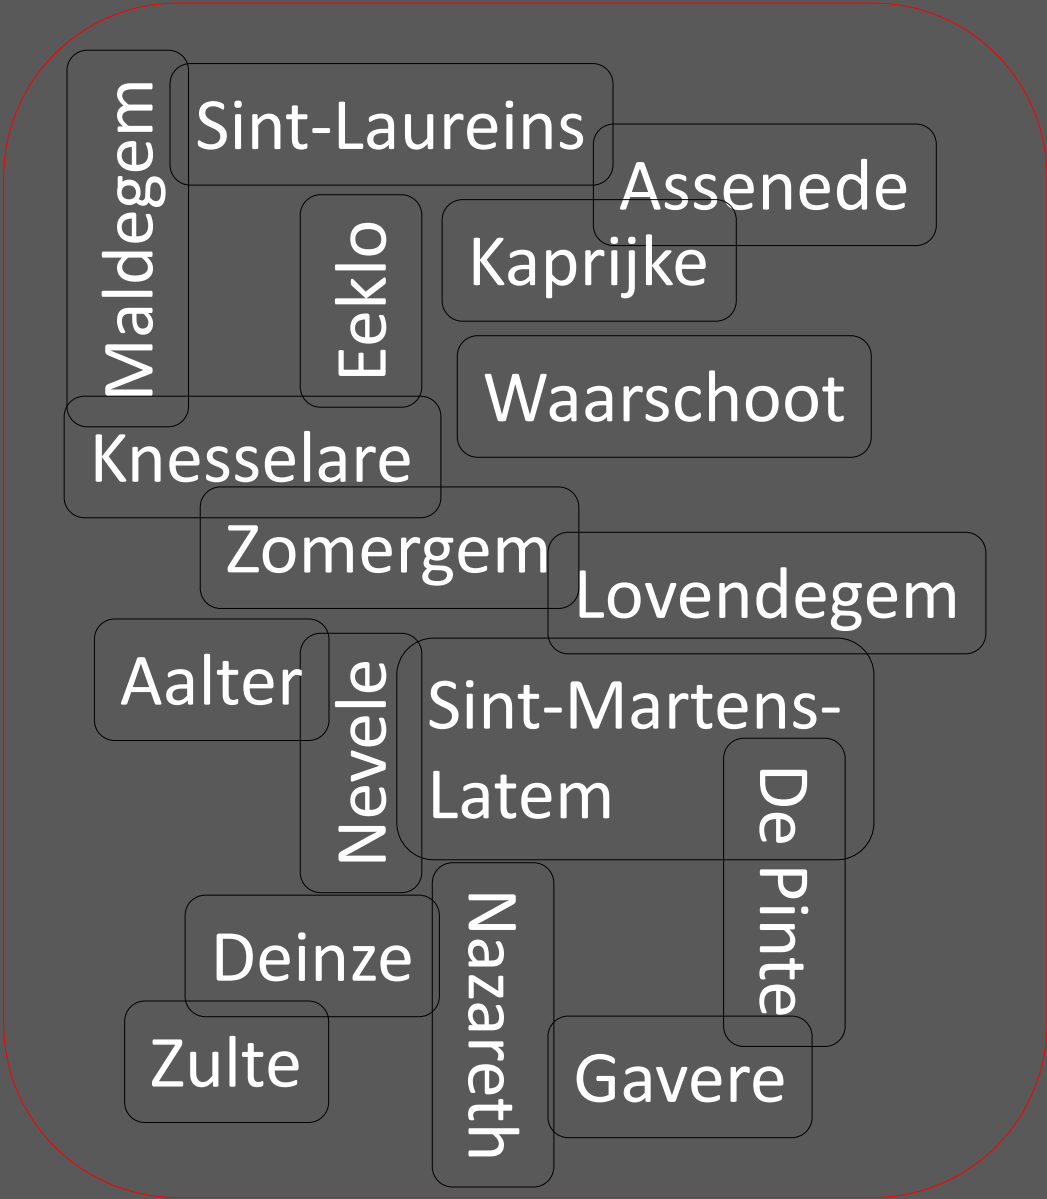 Maldegem
Sint-Laureins
Assenede
Eeklo
Kaprijke
Waarschoot
Knesselare
Zomergem
Lovendegem
Aalter
Nevele
Sint-Martens-
Latem
De Pinte
Deinze
Nazareth
Zulte
Gavere